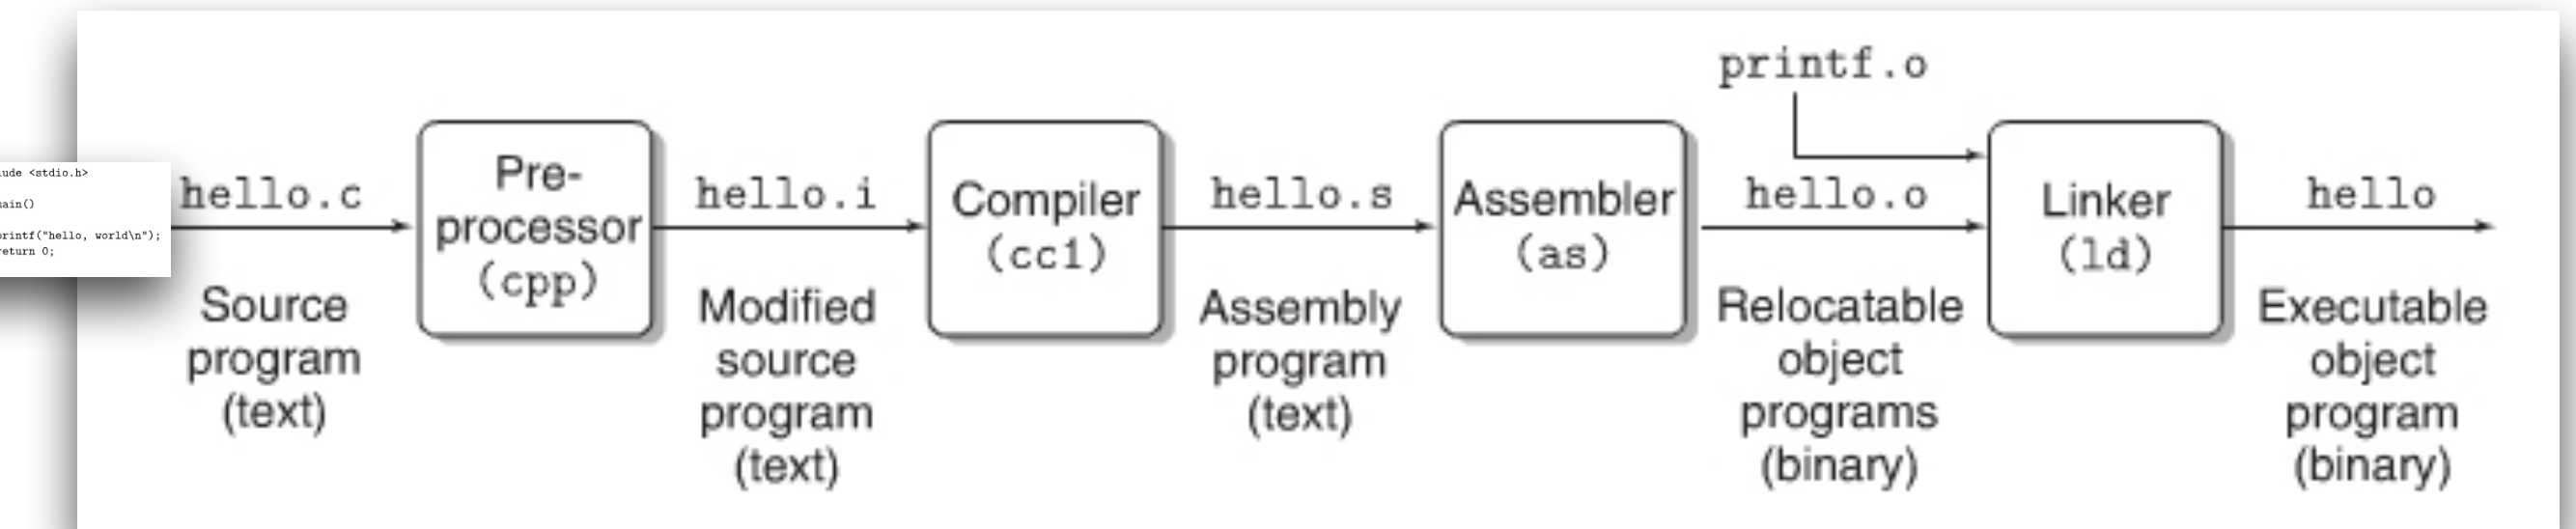 printf.o
lude <stdio.h>
main()
printf("hello, world\n");
return 0;
hello.c
Pre-
processor
(cpp)
hello.i
Compiler
(cc1)
hello.s
Assembler
(as)
hello.o
Linker
(ld)
hello
Source
program
(text)
Modified
source
program
(text)
Assembly
program
(text)
Relocatable
object
programs
(binary)
Executable
object
program
(binary)